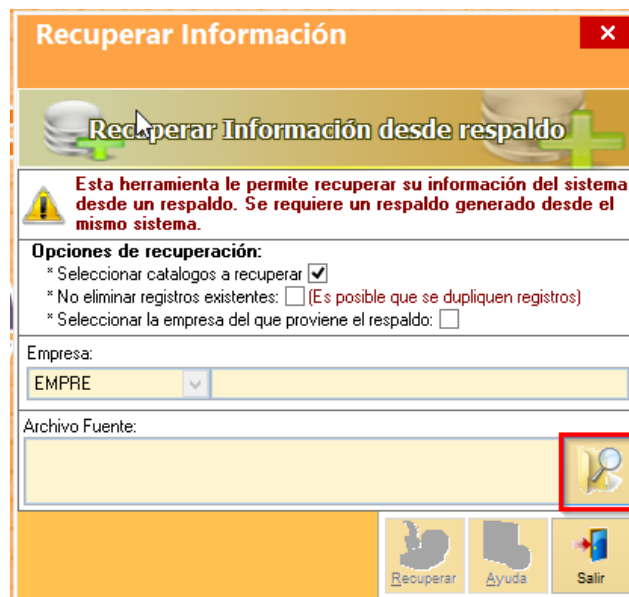 Recuperar Información
Recuperar Información desde respaldo
Esta herramienta le permite recuperar su información del sistema
desde un respaldo. Se requiere un respaldo generado desde el
mismo sistema.
Opciones de recuperación:
* Seleccionar catalogos a recuperar
* No eliminar registros existentes: (Es posible que se dupliquen registros)
* Seleccionar la empresa del que proviene el respaldo:
Empresa:
EMPRE
Archivo Fuente:
Recuperar Ayuda Salir